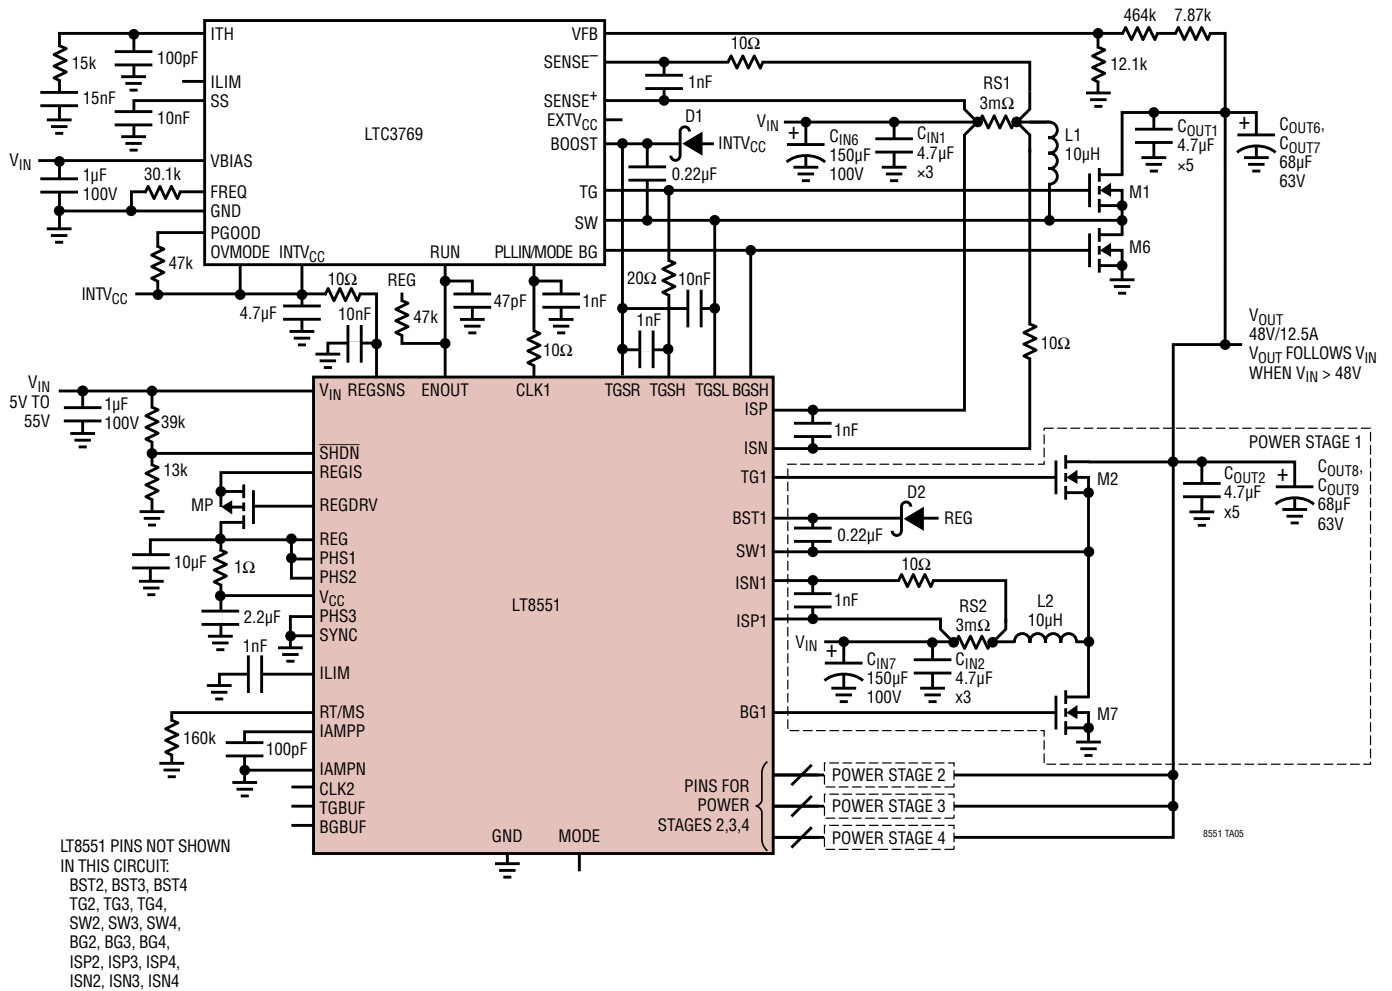 464k 7.87k
ITH
VFB
10Ω
15k
100pF
SENSE−
12.1k
ILIM
1nF
RS1
3mΩ
15nF
SS
SENSE+
10nF
EXTVCC
D1
VIN
LTC3769
BOOST
INTVCC
CIN6
150µF
100V
CIN1
4.7µF
×3
L1
10µH
COUT1
4.7µF
×5
COUT6,
COUT7
68µF
63V
VIN
VBIAS
1µF
100V
30.1k
FREQ
0.22µF
TG
M1
GND
SW
PGOOD
OVMODE INTVCC RUN PLLIN/MODE BG
M6
47k
INTVCC
10Ω
REG
20Ω
10nF
4.7µF
10nF
47k
47pF
1nF
1nF
10Ω
10Ω
VOUT
48V/12.5A
VOUT FOLLOWS VIN
WHEN VIN > 48V
VIN
5V TO
55V
1µF
100V
39k
VIN REGSNS ENOUT CLK1 TGSR TGSH TGSL BGSH
ISP
1nF
ISN
POWER STAGE 1
SHDN
13k
REGIS
TG1
M2
COUT2
4.7µF
x5
COUT8,
COUT9
68µF
63V
MP
REGDRV
D2
BST1
REG
0.22µF
REG
10µF
1Ω
PHS1
SW1
PHS2
10Ω
ISN1
VCC
LT8551
1nF
RS2
3mΩ
L2
10µH
2.2µF
PHS3
ISP1
SYNC
VIN
1nF
CIN7
150µF
100V
CIN2
4.7µF
x3
ILIM
RT/MS
BG1
M7
160k
IAMPP
100pF
IAMPN
CLK2
TGBUF
BGBUF
PINS FOR
POWER
STAGES 2,3,4
POWER STAGE 2
POWER STAGE 3
POWER STAGE 4
GND MODE
8551 TA05
LT8551 PINS NOT SHOWN
IN THIS CIRCUIT:
BST2, BST3, BST4
TG2, TG3, TG4,
SW2, SW3, SW4,
BG2, BG3, BG4,
ISP2, ISP3, ISP4,
ISN2, ISN3, ISN4